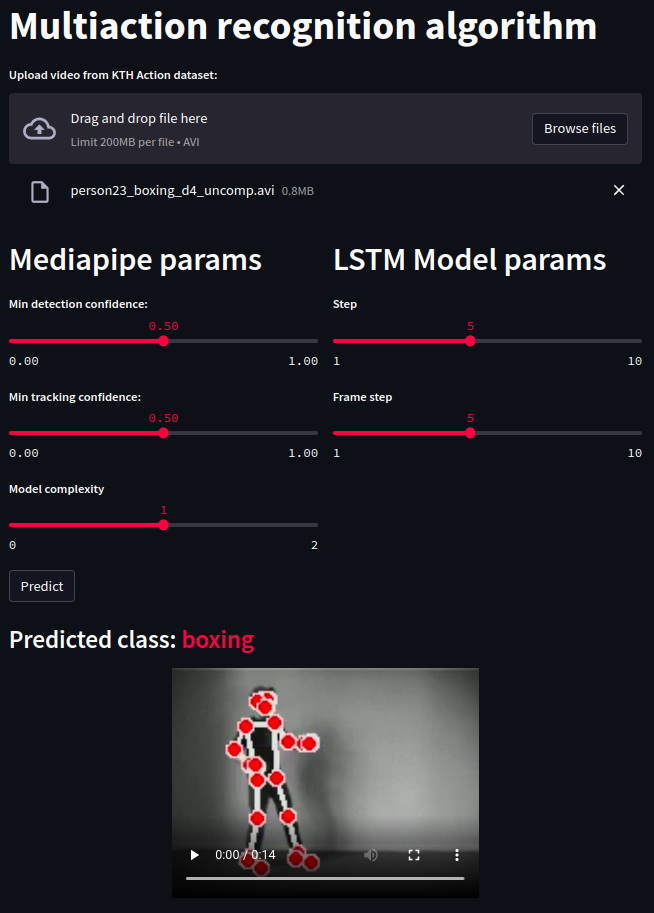 Multiaction recognition algorithm
Upload video from KTH Action dataset:
Drag and drop file here
Limit 200MB per file • AVI
Browse files
person23_boxing_d4_uncomp.avi 0.8MB
Mediapipe params
Min detection confidence:
0.50
0.00 1.00
Min tracking confidence:
0.50
0.00 1.00
Model complexity
1
0 2
LSTM Model params
Step
5
1 10
Frame step
5
1 10
Predict
Predicted class: boxing
0:00 / 0:14